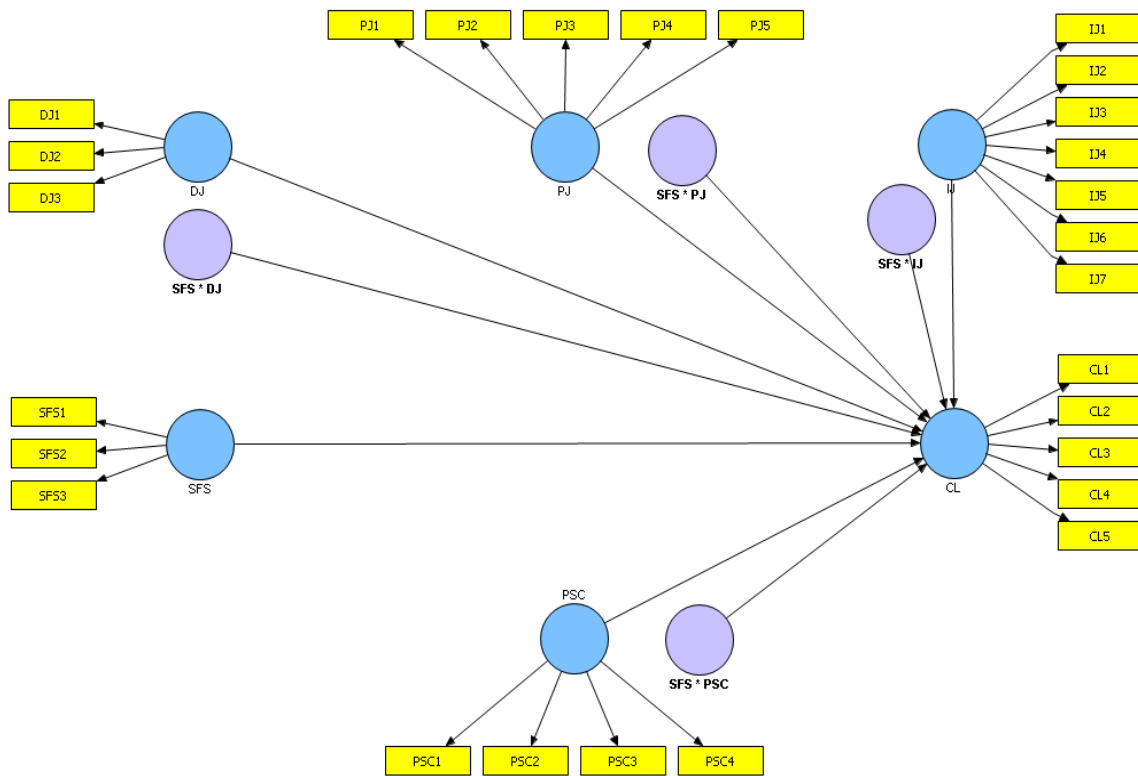 PJ1
PJ2
PJ3
PJ4
PJ5
IJ1
IJ2
IJ3
IJ4
IJ5
IJ6
IJ7
DJ1
DJ2
DJ3
DJ
PJ
IJ
SFS * DJ
SFS * PJ
SFS * IJ
SFS1
SFS2
SFS3
SFS
CL
CL1
CL2
CL3
CL4
CL5
PSC
SFS * PSC
PSC1
PSC2
PSC3
PSC4